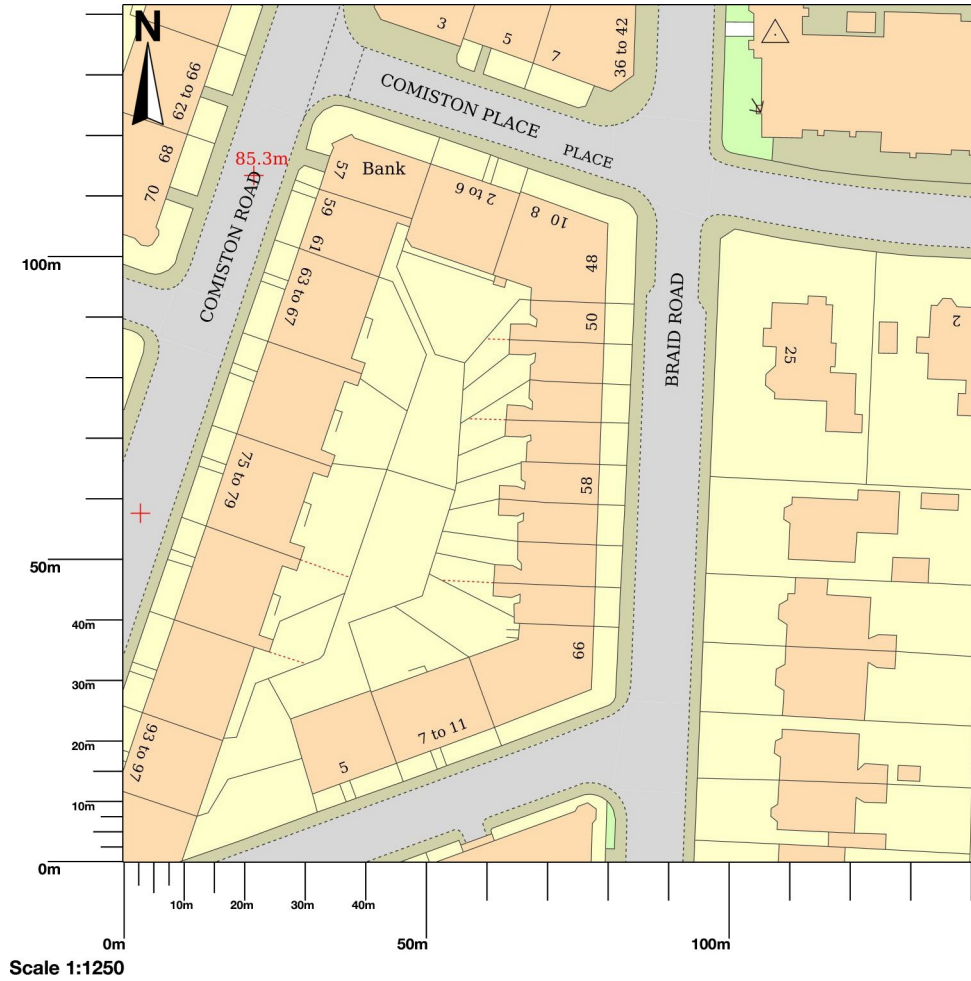 N
3
5
7
36 to 42
62 to 66
68
70
COMISTON PLACE
PLACE
85.3m
COMISTON ROAD
57
Bank
59
61
63 to 67
2 to 6
8
10
48
50
BRAID ROAD
25
2
100m
75 to 79
58
50m
40m
66
30m
20m
93 to 97
7 to 11
5
10m
0m
10m
20m
30m
40m
0m
50m
100m
Scale 1:1250